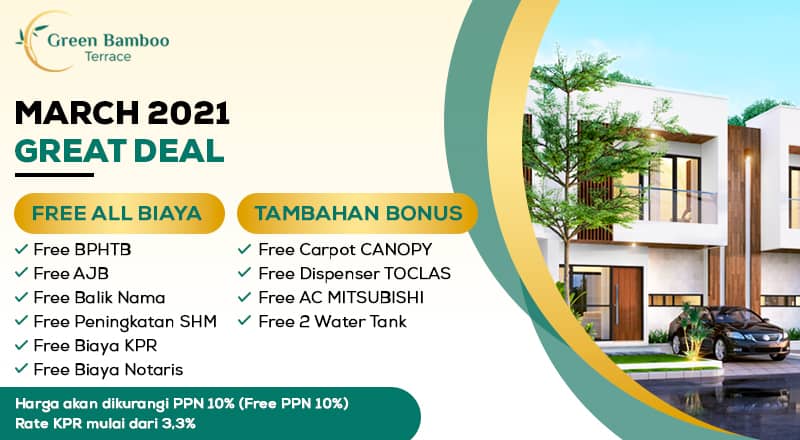 Green Bamboo
Terrace
MARCH 2021
GREAT DEAL
FREE ALL BIAYA
Free BPHTB
Free AJB
Free Balik Nama
Free Peningkatan SHM
Free Biaya KPR
Free Biaya Notaris
TAMBAHAN BONUS
Free Carpot CANOPY
Free Dispenser TOCLAS
Free AC MITSUBISHI
Free 2 Water Tank
Harga akan dikurangi PPN 10% (Free PPN 10%)
Rate KPR mulai dari 3,3%